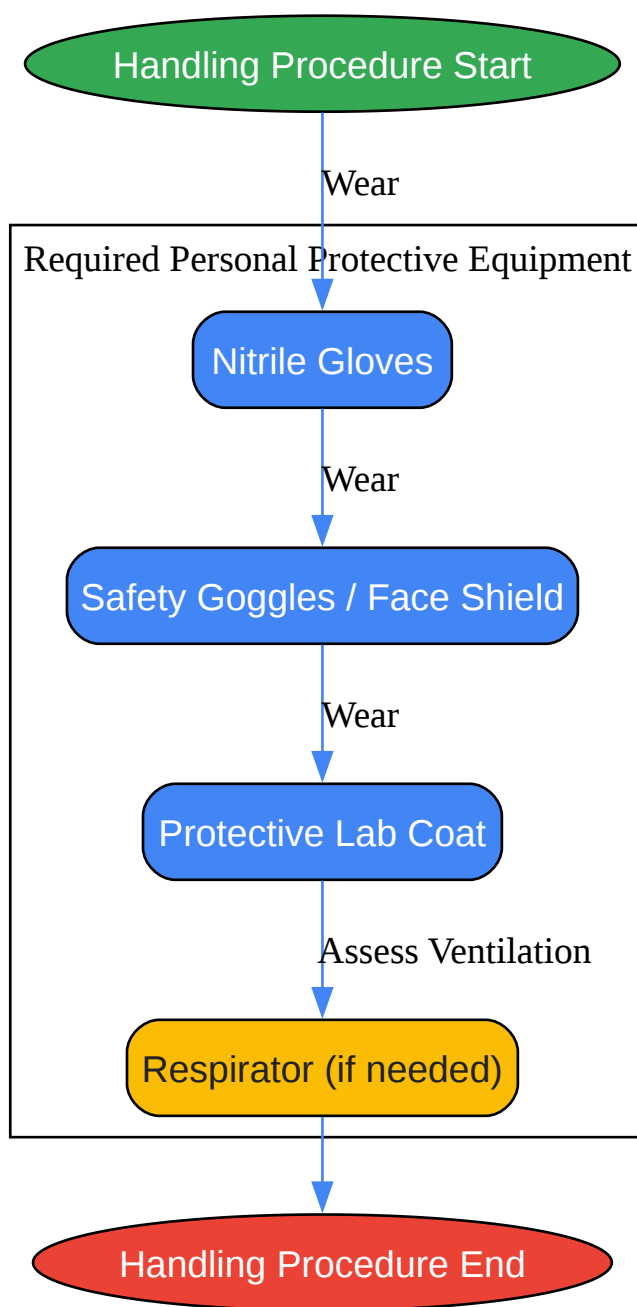 Handling Procedure Start
Wear
Required Personal Protective Equipment
Nitrile Gloves
Wear
Safety Goggles / Face Shield
Wear
Protective Lab Coat
Assess Ventilation
Respirator (if needed)
Handling Procedure End